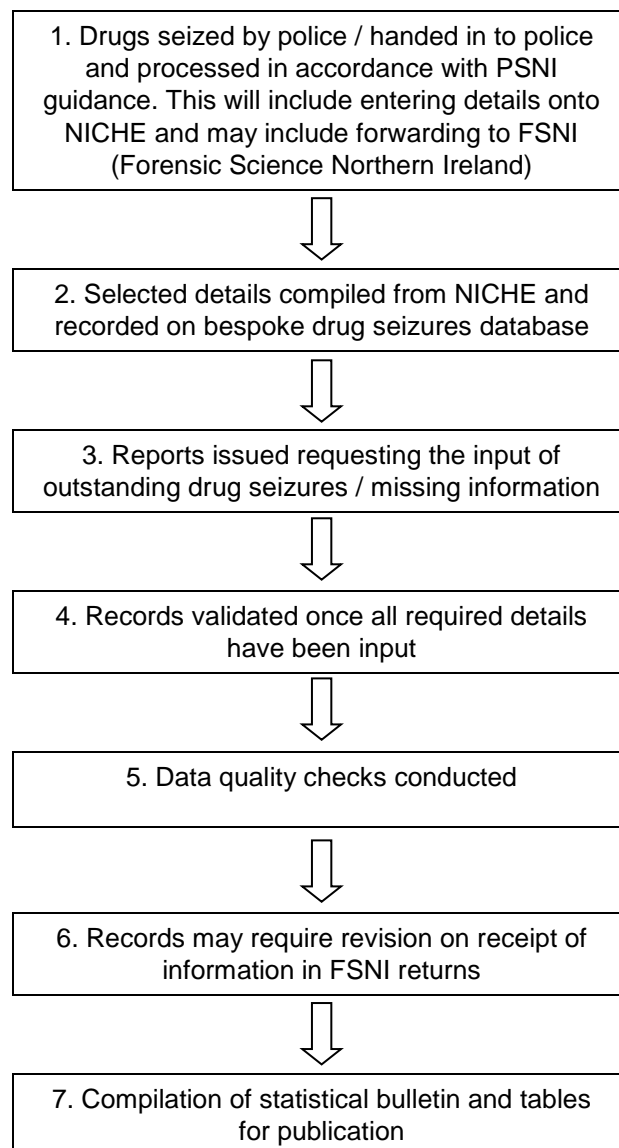 1. Drugs seized by police / handed in to police
and processed in accordance with PSNI
guidance. This will include entering details onto
NICHE and may include forwarding to FSNI
(Forensic Science Northern Ireland)
2. Selected details compiled from NICHE and
recorded on bespoke drug seizures database
3. Reports issued requesting the input of
outstanding drug seizures / missing information
4. Records validated once all required details
have been input
5. Data quality checks conducted
6. Records may require revision on receipt of
information in FSNI returns
7. Compilation of statistical bulletin and tables
for publication